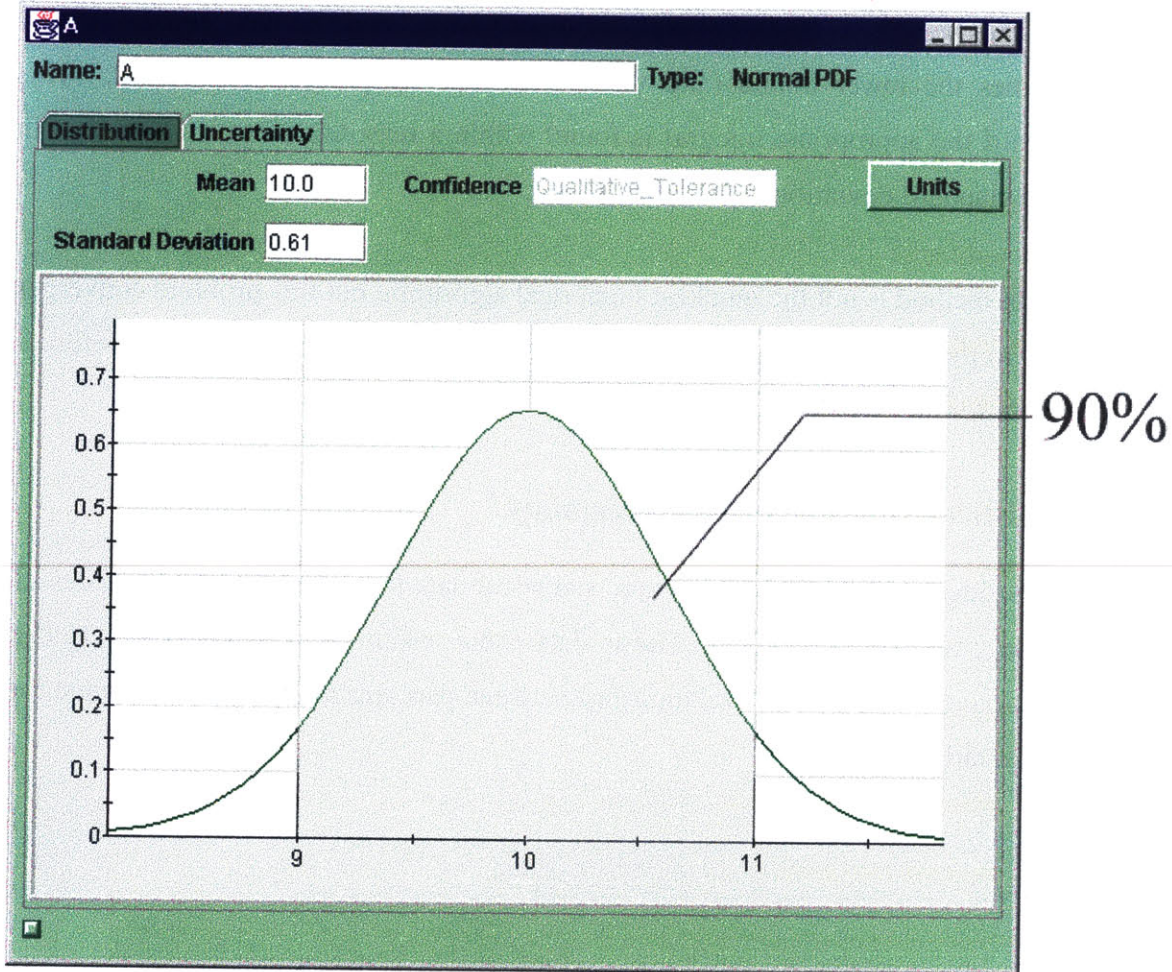 A
Name: A Type: Normal PDF
Distribution Uncertainty
Mean 10.0 Confidence Qualitative_Tolerance Units
Standard Deviation 0.61
0.7
0.6
0.5
0.4
0.3
0.2
0.1
0
9 10 11
90%